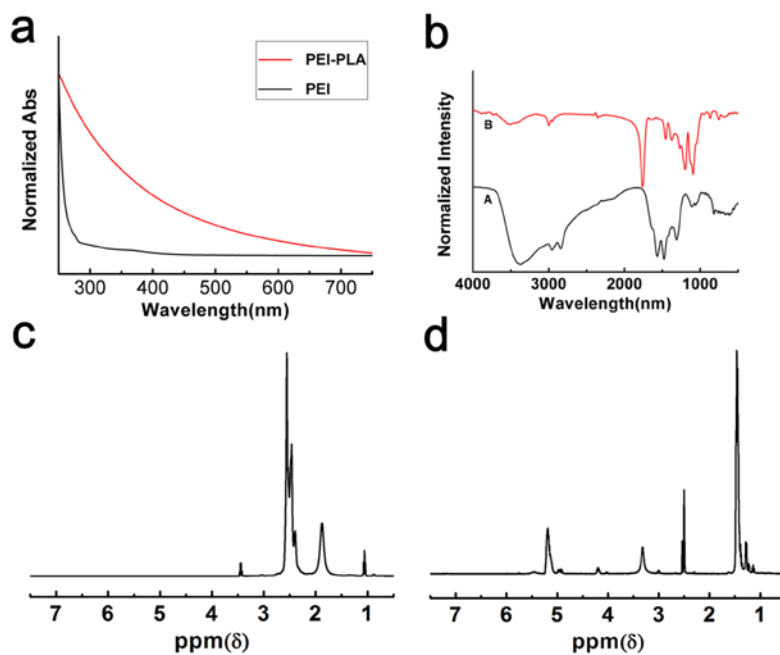 a
PEI-PLA
PEI
Normalized Abs
300 400 500 600 700
Wavelength(nm)
b
B
A
Normalized Intensity
4000 3000 2000 1000
Wavelength(nm)
c
7 6 5 4 3 2 1
ppm(δ)
d
7 6 5 4 3 2 1
ppm(δ)